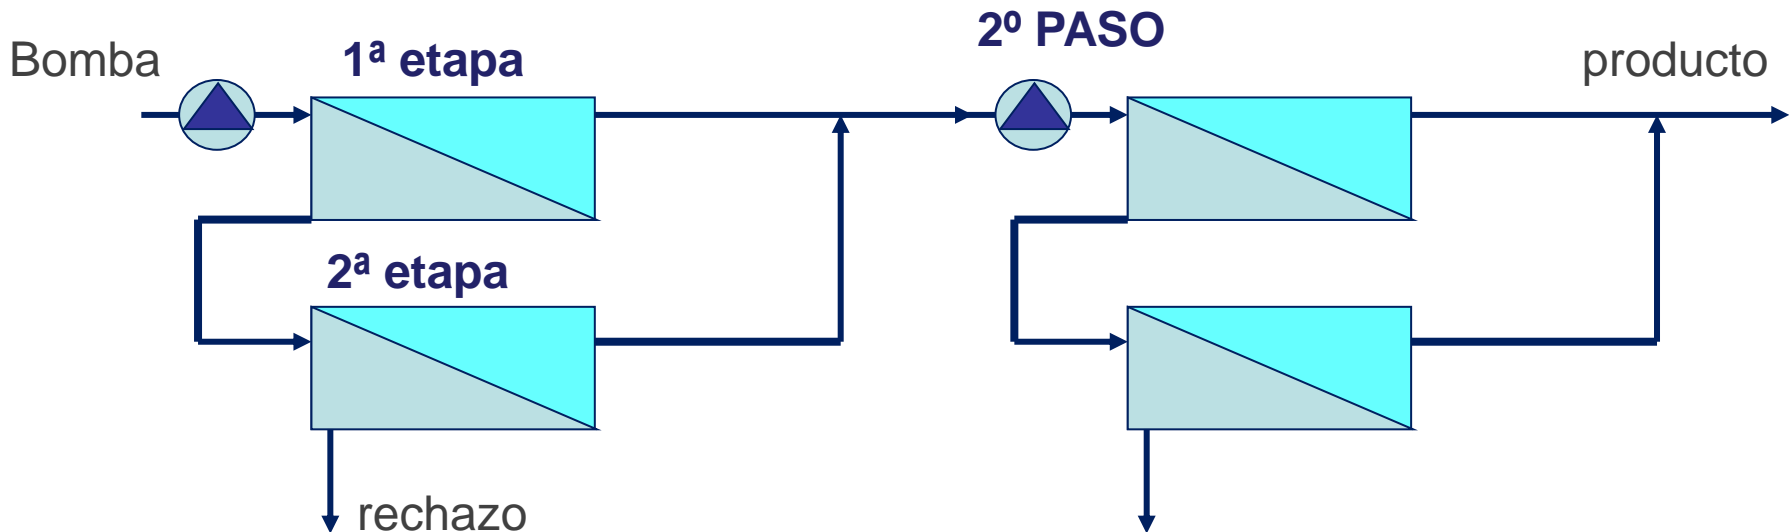 2º PASO
Bomba
1ª etapa
producto
2ª etapa
rechazo